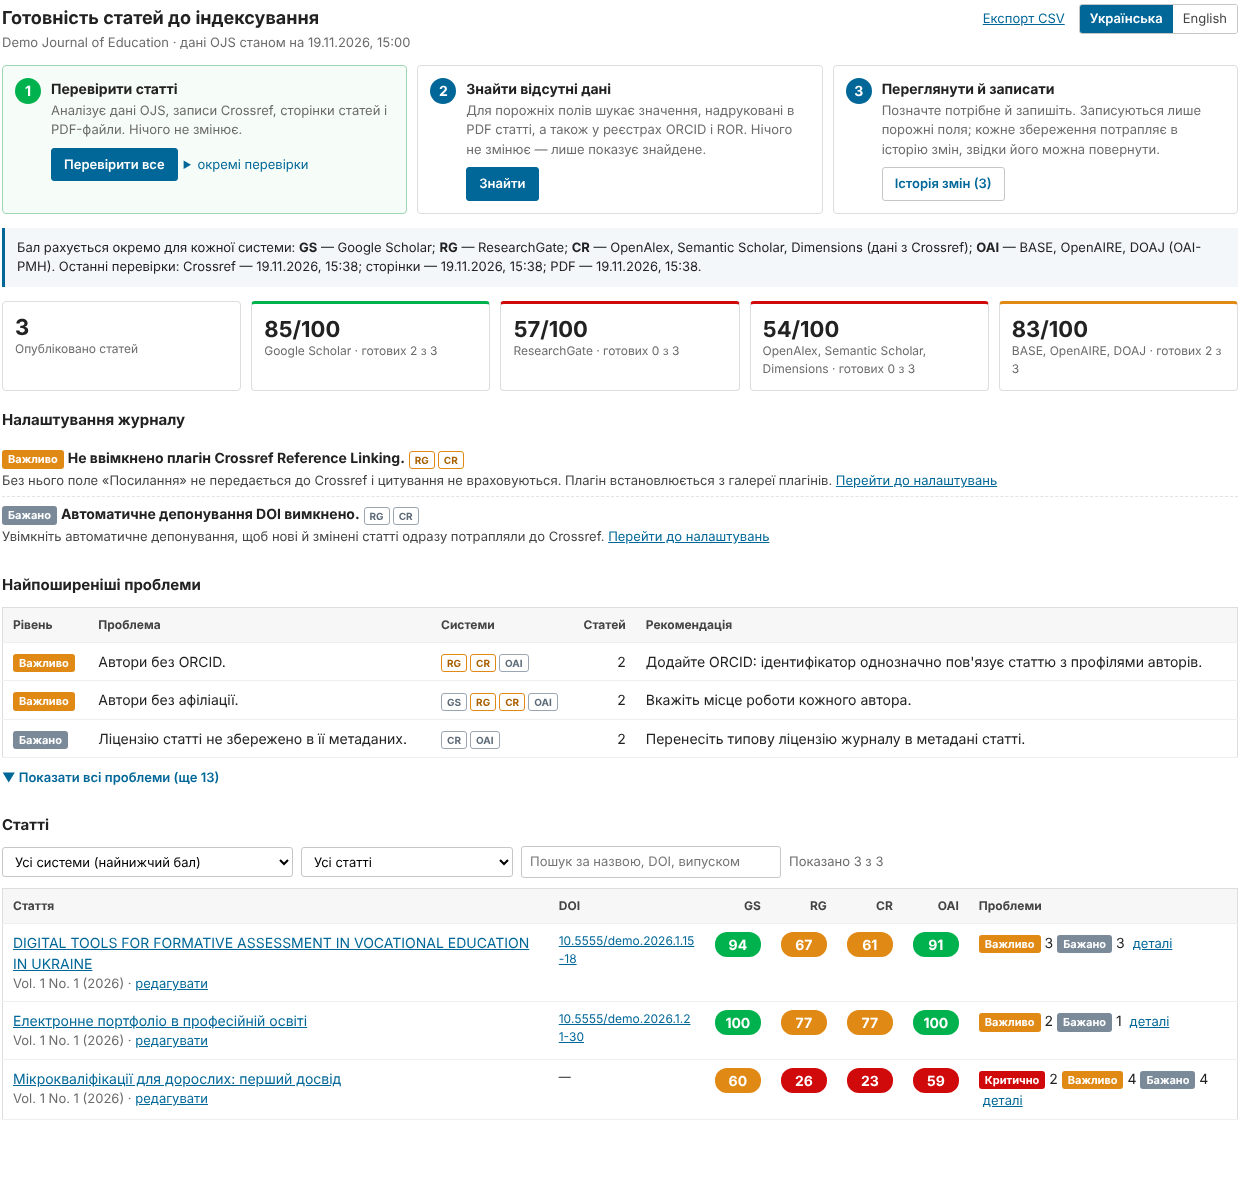 Готовність статей до індексування
Експорт CSV
Українська
English
Demo Journal of Education · дані OJS станом на 19.11.2026, 15:00
1
Перевірити статті
Аналізує дані OJS, записи Crossref, сторінки статей і
PDF-файли. Нічого не змінює.
Перевірити все
▶ окремі перевірки
2
Знайти відсутні дані
Для порожніх полів шукає значення, надруковані в
PDF статті, а також у реєстрах ORCID і ROR. Нічого
не змінює — лише показує знайдене.
Знайти
3
Переглянути й записати
Позначте потрібне й запишіть. Записуються лише
порожні поля; кожне збереження потрапляє в
історію змін, звідки його можна повернути.
Історія змін (3)
Бал рахується окремо для кожної системи: GS — Google Scholar; RG — ResearchGate; CR — OpenAlex, Semantic Scholar, Dimensions (дані з Crossref); OAI — BASE, OpenAIRE, DOAJ (OAI-
PMH). Останні перевірки: Crossref — 19.11.2026, 15:38; сторінки — 19.11.2026, 15:38; PDF — 19.11.2026, 15:38.
3
Опубліковано статей
85/100
Google Scholar · готових 2 з 3
57/100
ResearchGate · готових 0 з 3
54/100
OpenAlex, Semantic Scholar,
Dimensions · готових 0 з 3
83/100
BASE, OpenAIRE, DOAJ · готових 2 з
3
Налаштування журналу
Важливо Не ввімкнено плагін Crossref Reference Linking. RG CR
Без нього поле «Посилання» не передається до Crossref і цитування не враховуються. Плагін встановлюється з галереї плагінів. Перейти до налаштувань
Бажано Автоматичне депонування DOI вимкнено. RG CR
Увімкніть автоматичне депонування, щоб нові й змінені статті одразу потрапляли до Crossref. Перейти до налаштувань
Найпоширеніші проблеми
Рівень Проблема Системи Статей Рекомендація
Важливо Автори без ORCID. RG CR OAI 2 Додайте ORCID: ідентифікатор однозначно пов'язує статтю з профілями авторів.
Важливо Автори без афіліації. GS RG CR OAI 2 Вкажіть місце роботи кожного автора.
Бажано Ліцензію статті не збережено в її метаданих. CR OAI 2 Перенесіть типову ліцензію журналу в метадані статті.
▼ Показати всі проблеми (ще 13)
Статті
Усі системи (найнижчий бал)
Усі статті
Пошук за назвою, DOI, випуском
Показано 3 з 3
Стаття DOI GS RG CR OAI Проблеми
DIGITAL TOOLS FOR FORMATIVE ASSESSMENT IN VOCATIONAL EDUCATION
IN UKRAINE
Vol. 1 No. 1 (2026) · редагувати
10.5555/demo.2026.1.15
-18
94 67 61 91 Важливо 3 Бажано 3 деталі
Електронне портфоліо в професійній освіті
Vol. 1 No. 1 (2026) · редагувати
10.5555/demo.2026.1.2
1-30
100 77 77 100 Важливо 2 Бажано 1 деталі
Мікрокваліфікації для дорослих: перший досвід
Vol. 1 No. 1 (2026) · редагувати
—
60 26 23 59 Критично 2 Важливо 4 Бажано 4
деталі